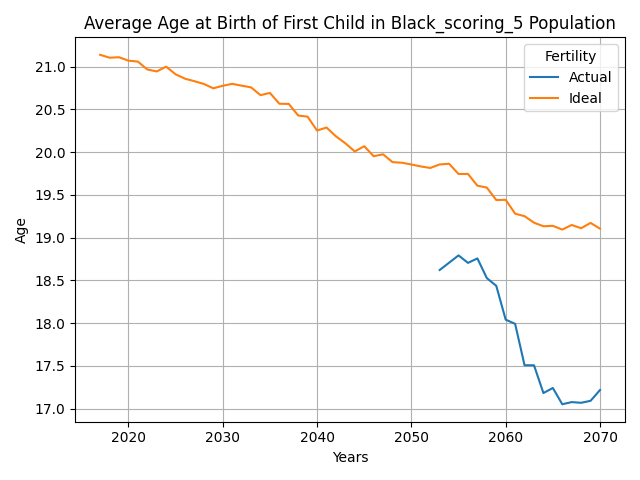 Average Age at Birth of First Child in Black_scoring_5 Population
Fertility
Actual
Ideal
Age
21.0
20.5
20.0
19.5
19.0
18.5
18.0
17.5
17.0
2020
2030
2040
2050
2060
2070
Years